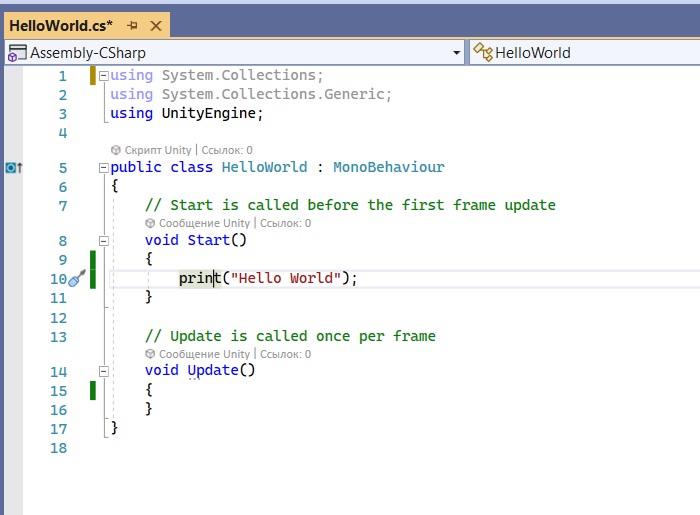 HelloWorld.cs*
Assembly-CSharp HelloWorld
1 using System.Collections;
2 using System.Collections.Generic;
3 using UnityEngine;
4
Скрипт Unity | Ссылок: 0
5 public class HelloWorld : MonoBehaviour
6 {
7 // Start is called before the first frame update
Сообщение Unity | Ссылок: 0
8 void Start()
9 {
10 print("Hello World");
11 }
12
13 // Update is called once per frame
Сообщение Unity | Ссылок: 0
14 void Update()
15 {
16 }
17 }
18